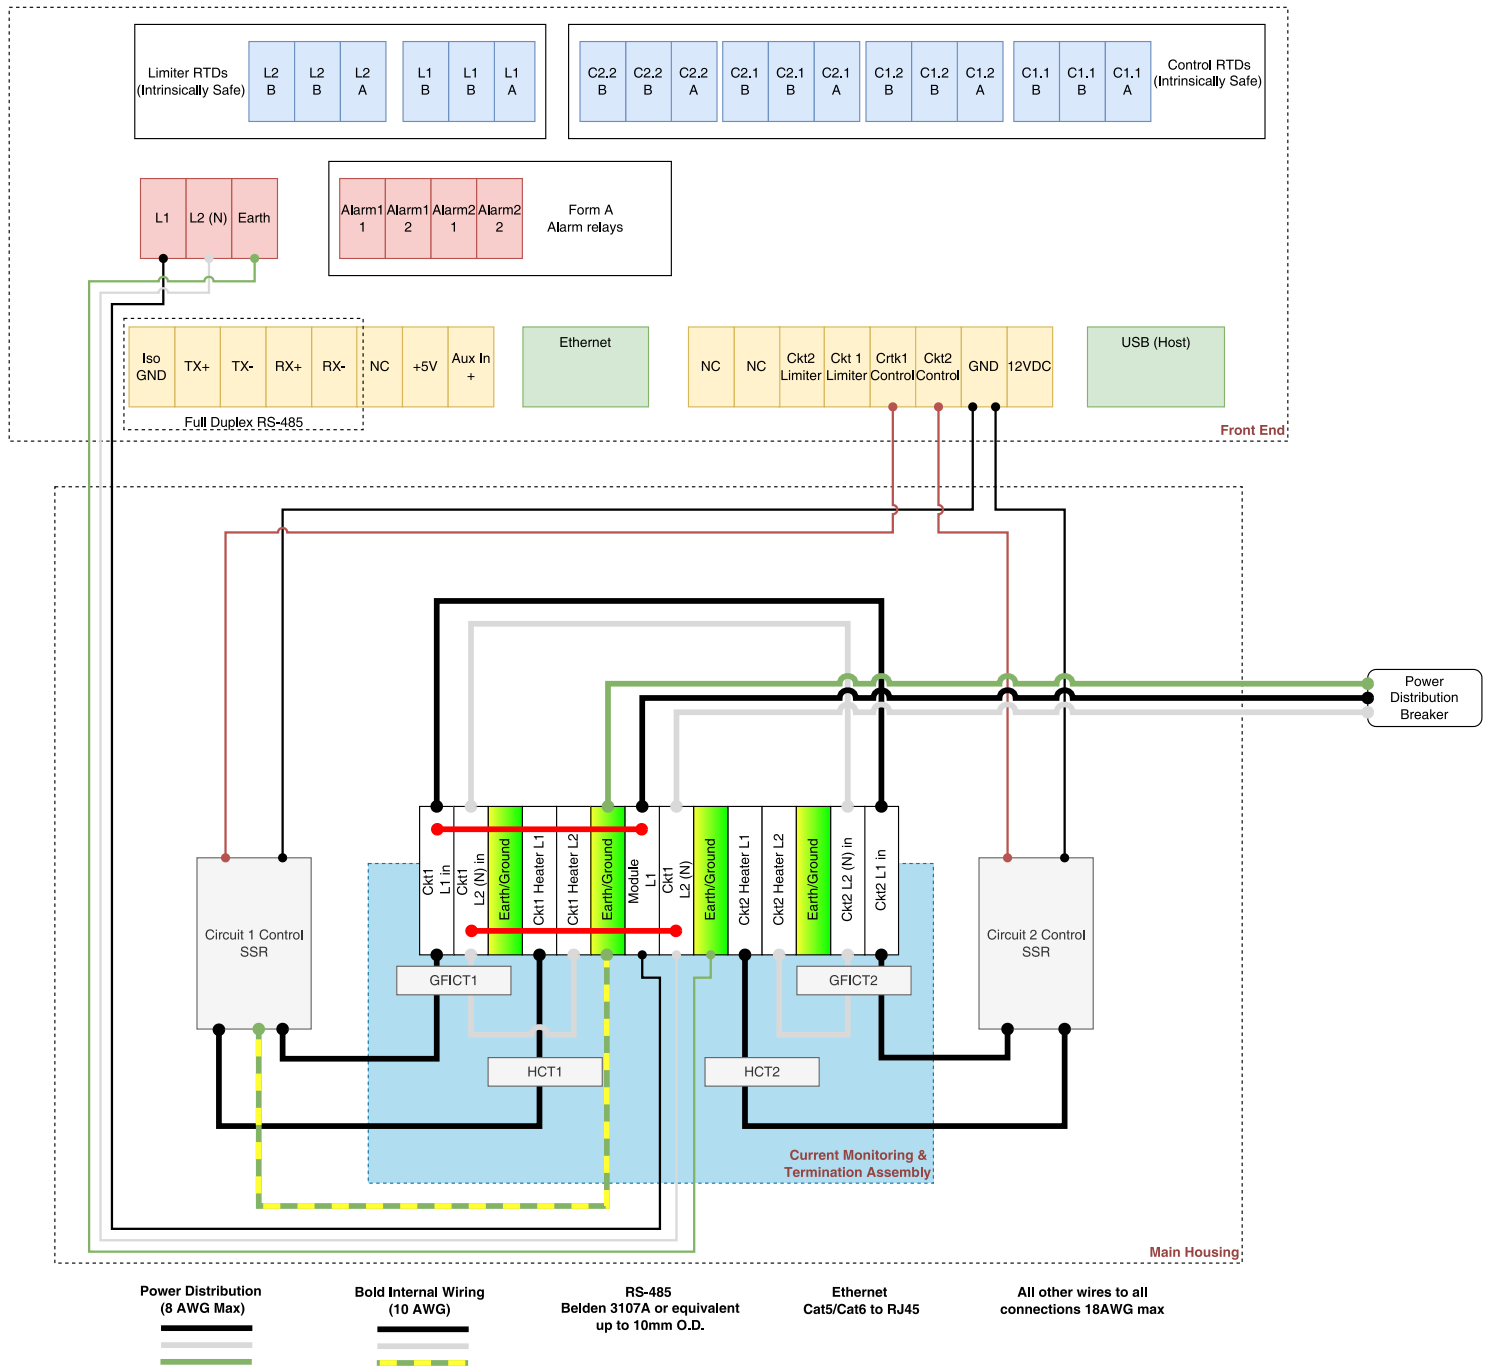 Limiter RTDs
(Intrinsically Safe)
L2
B
L2
B
L2
A
L1
B
L1
B
L1
A
C2.2
B
C2.2
B
C2.2
A
C2.1
B
C2.1
B
C2.1
A
C1.2
B
C1.2
B
C1.2
A
C1.1
B
C1.1
B
C1.1
A
Control RTDs
(Intrinsically Safe)
L1
L2 (N)
Earth
Alarm1
1
Alarm1
2
Alarm2
1
Alarm2
2
Form A
Alarm relays
Iso
GND
TX+
TX-
RX+
RX-
NC
+5V
Aux In
+
Full Duplex RS-485
Ethernet
NC
NC
Ckt2
Limiter
Ckt 1
Limiter
Crtk1
Control
Ckt2
Control
GND
12VDC
USB (Host)
Front End
Power
Distribution
Breaker
Ckt1
L1 in
Ckt1
L2 (N) in
Earth/Ground
Ckt1 Heater L1
Ckt1 Heater L2
Earth/Ground
Module
L1
Ckt1
L2 (N)
Earth/Ground
Ckt2 Heater L1
Ckt2 Heater L2
Earth/Ground
Ckt2 L2 (N) in
Ckt2 L1 in
Circuit 1 Control
SSR
Circuit 2 Control
SSR
GFICT1
GFICT2
HCT1
HCT2
Current Monitoring &
Termination Assembly
Main Housing
Power Distribution
(8 AWG Max)
Bold Internal Wiring
(10 AWG)
RS-485
Belden 3107A or equivalent
up to 10mm O.D.
Ethernet
Cat5/Cat6 to RJ45
All other wires to all
connections 18AWG max